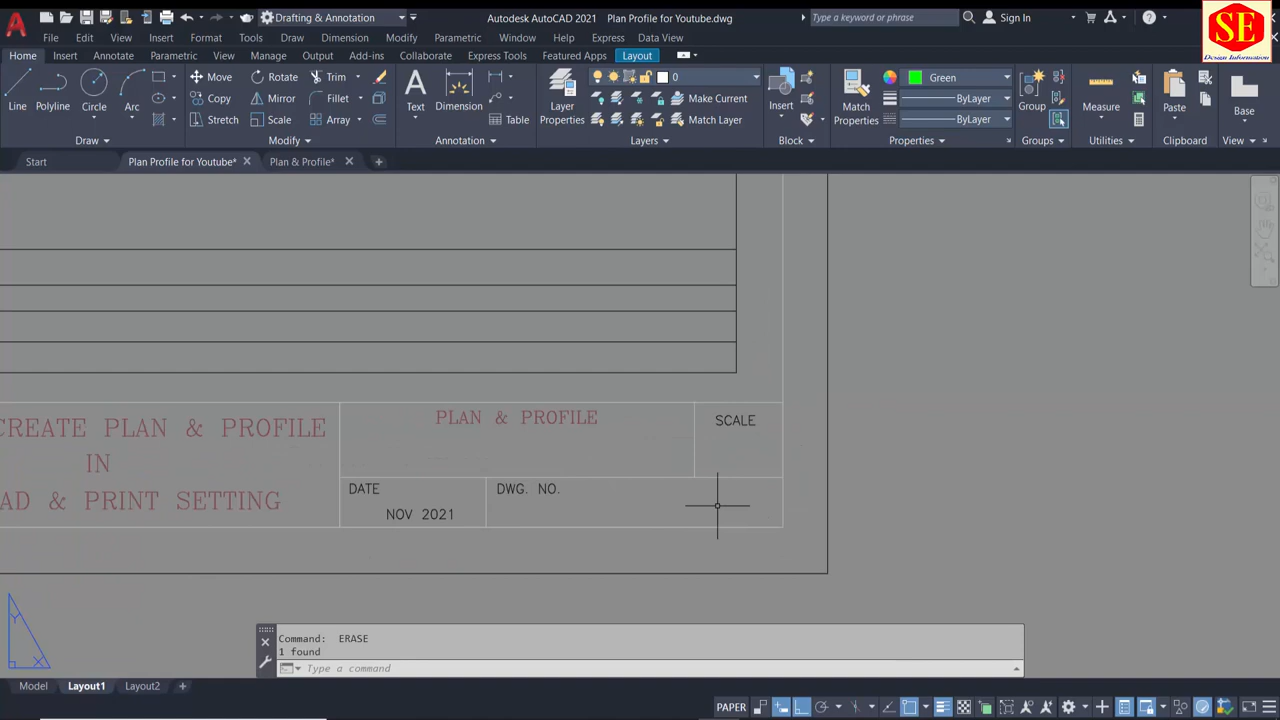 Autodesk AutoCAD 2021 Plan Profile for Youtube.dwg
Drafting & Annotation
Type a keyword or phrase
Sign In
SE
Design Information
File Edit View Insert Format Tools Draw Dimension Modify Parametric Window Help Express Data View
Home Insert Annotate Parametric View Manage Output Add-ins Collaborate Express Tools Featured Apps Layout
Line Polyline Circle Arc
Move Rotate Trim
Copy Mirror Fillet
Stretch Scale Array
Text Dimension Table
Layer Properties
0
Make Current
Match Layer
Insert
Match Properties
Green
ByLayer
ByLayer
Group
Measure
Paste
Base
Draw Modify Annotation Layers Block Properties Groups Utilities Clipboard View
Start Plan Profile for Youtube* Plan & Profile*
CREATE PLAN & PROFILE
IN
AD & PRINT SETTING
PLAN & PROFILE
SCALE
DATE
NOV 2021
DWG. NO.
Y
X
Command: ERASE
1 found
Type a command
Model Layout1 Layout2
PAPER